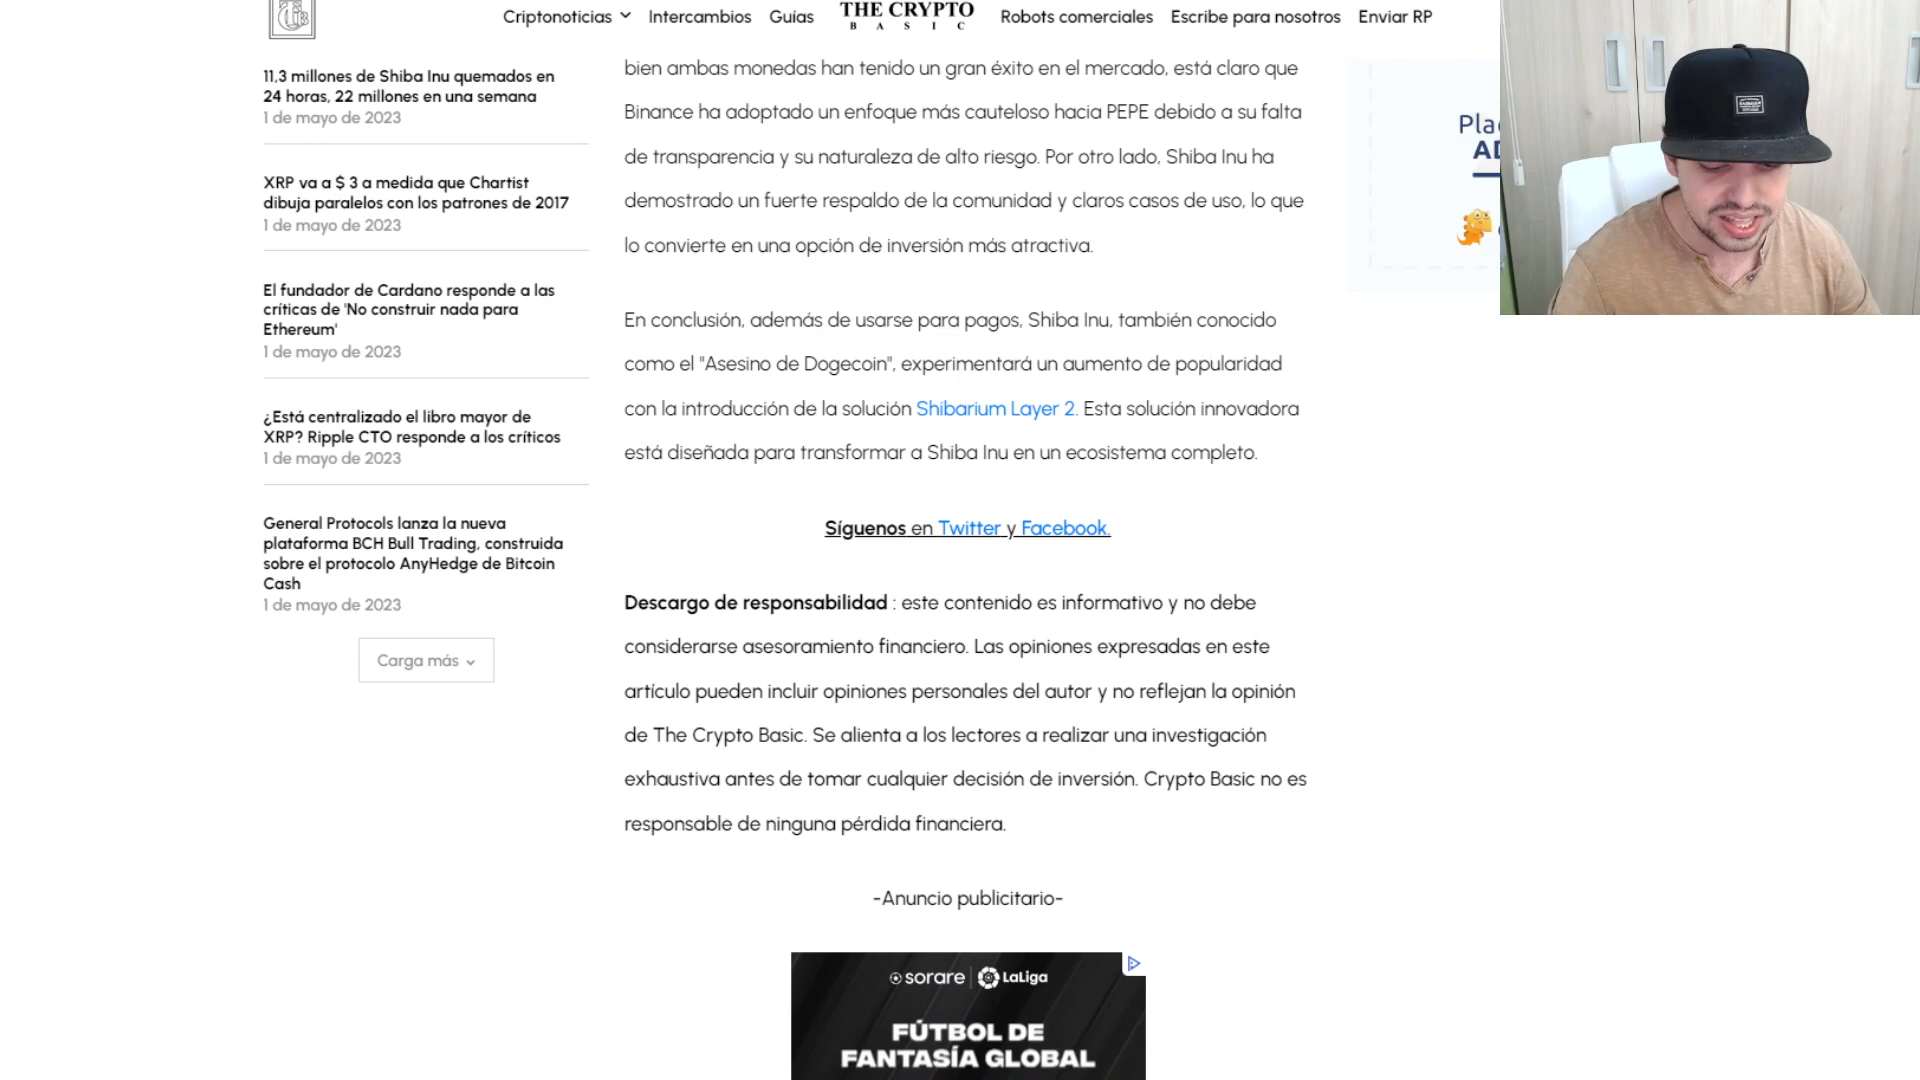 Criptonoticias
Intercambios
Guías
THE CRYPTO
BASIC
Robots comerciales
Escribe para nosotros
Enviar RP
11,3 millones de Shiba Inu quemados en
24 horas, 22 millones en una semana
1 de mayo de 2023
XRP va a $ 3 a medida que Chartist
dibuja paralelos con los patrones de 2017
1 de mayo de 2023
El fundador de Cardano responde a las
críticas de 'No construir nada para
Ethereum'
1 de mayo de 2023
¿Está centralizado el libro mayor de
XRP? Ripple CTO responde a los críticos
1 de mayo de 2023
General Protocols lanza la nueva
plataforma BCH Bull Trading, construida
sobre el protocolo AnyHedge de Bitcoin
Cash
1 de mayo de 2023
Carga más
bien ambas monedas han tenido un gran éxito en el mercado, está claro que
Binance ha adoptado un enfoque más cauteloso hacia PEPE debido a su falta
de transparencia y su naturaleza de alto riesgo. Por otro lado, Shiba Inu ha
demostrado un fuerte respaldo de la comunidad y claros casos de uso, lo que
lo convierte en una opción de inversión más atractiva.
En conclusión, además de usarse para pagos, Shiba Inu, también conocido
como el "Asesino de Dogecoin", experimentará un aumento de popularidad
con la introducción de la solución Shibarium Layer 2. Esta solución innovadora
está diseñada para transformar a Shiba Inu en un ecosistema completo.
Síguenos en Twitter y Facebook.
Descargo de responsabilidad : este contenido es informativo y no debe
considerarse asesoramiento financiero. Las opiniones expresadas en este
artículo pueden incluir opiniones personales del autor y no reflejan la opinión
de The Crypto Basic. Se alienta a los lectores a realizar una investigación
exhaustiva antes de tomar cualquier decisión de inversión. Crypto Basic no es
responsable de ninguna pérdida financiera.
-Anuncio publicitario-
sorare LaLiga
FÚTBOL DE
FANTASÍA GLOBAL